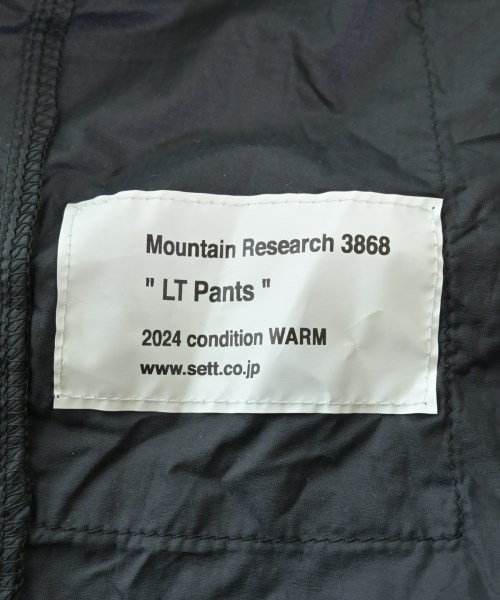 Mountain Research 3868
" LT Pants "
2024 condition WARM
www.sett.co.jp